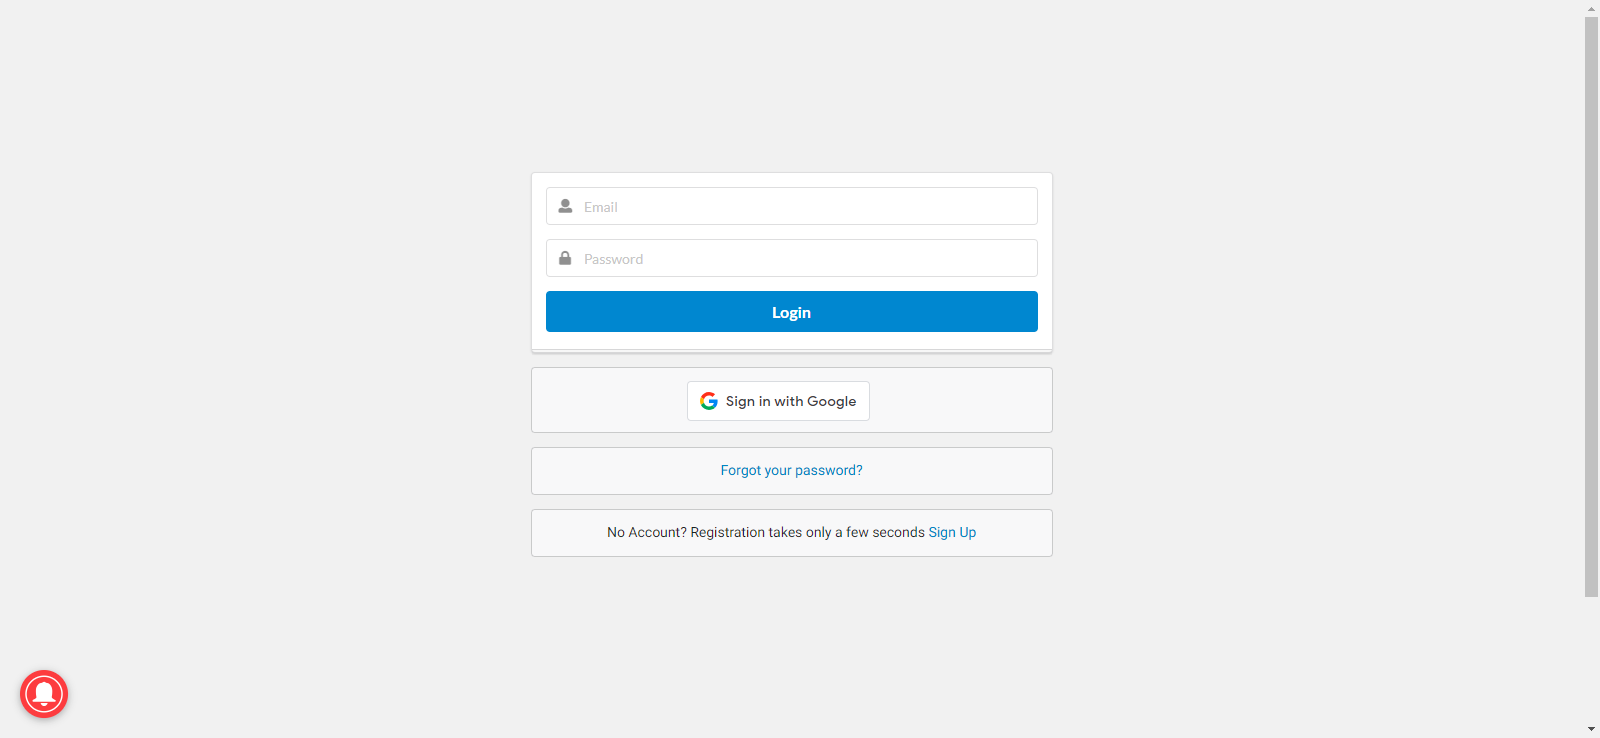 Email
Password
Login
Sign in with Google
Forgot your password?
No Account? Registration takes only a few seconds Sign Up